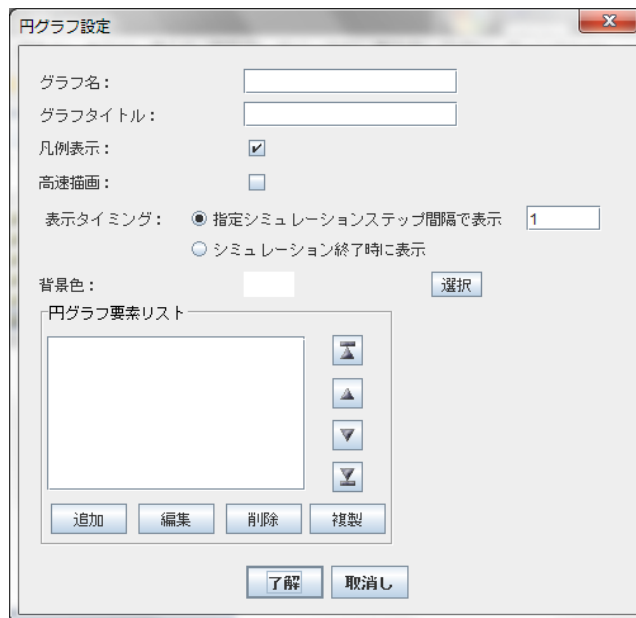 円グラフ設定
グラフ名：
グラフタイトル：
凡例表示：
高速描画：
表示タイミング： 指定シミュレーションステップ間隔で表示 1
シミュレーション終了時に表示
背景色： 選択
円グラフ要素リスト
追加 編集 削除 複製
了解 取消し